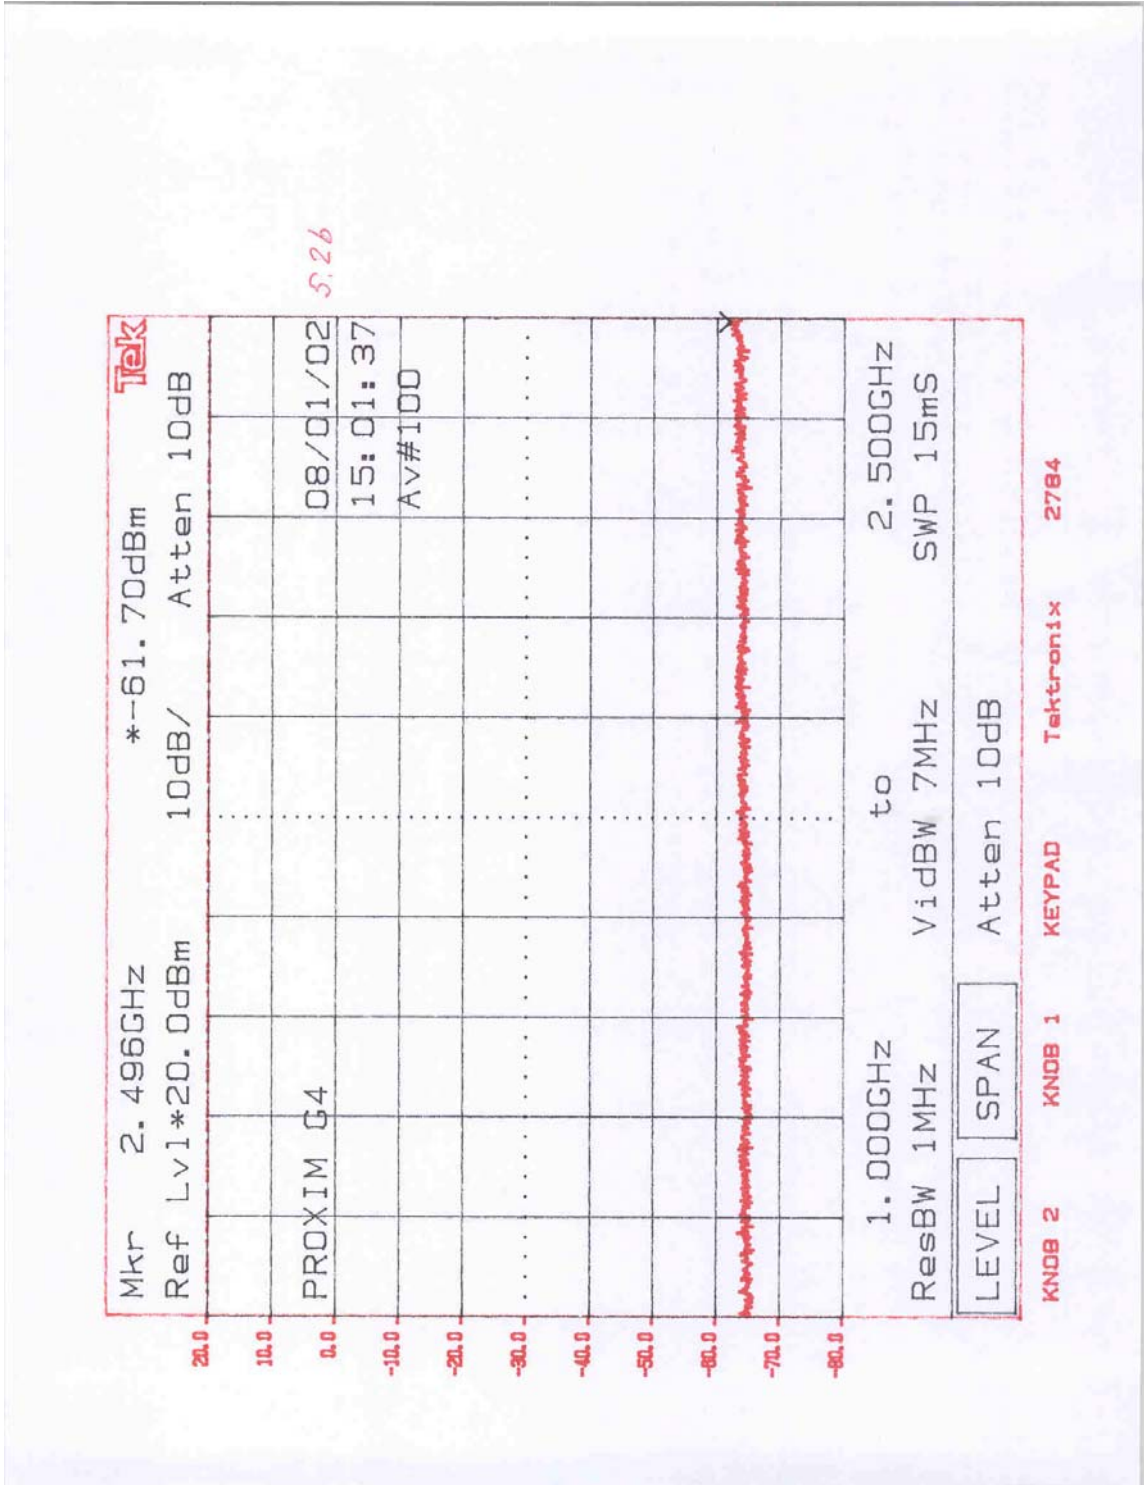 Mkr 2.496GHz *-61.70dBm Tek
Ref Lvl*20.0dBm 10dB/ Atten 10dB
20.0
10.0
PROXIM G4 08/01/02 5.26
0.0
15:01:37
-10.0
Av#100
-20.0
-30.0
-40.0
-50.0
-60.0
-70.0
-80.0
1.000GHz to 2.500GHz
ResBW 1MHz VidBW 7MHz SWP 15mS
LEVEL SPAN Atten 10dB
KNOB 2 KNOB 1 KEYPAD Tektronix 2784